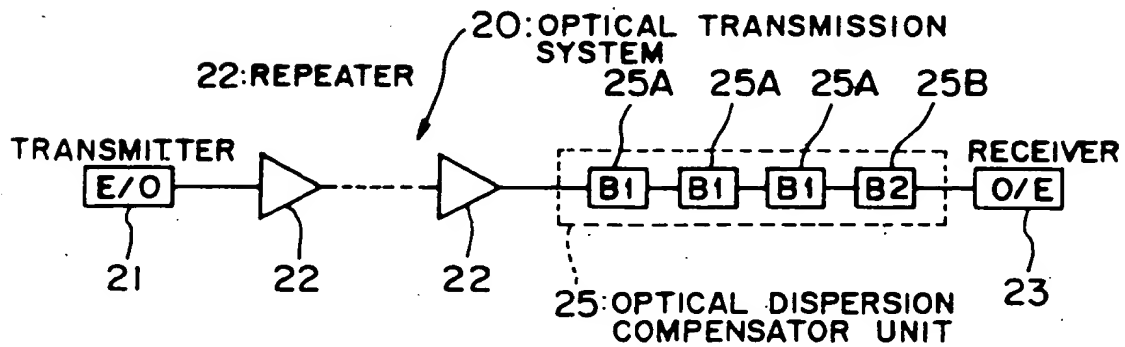 20:OPTICAL TRANSMISSION
SYSTEM
22:REPEATER
25A 25A 25A 25B
TRANSMITTER RECEIVER
E/O B1 B1 B1 B2 O/E
21 22 22 23
25:OPTICAL DISPERSION
COMPENSATOR UNIT